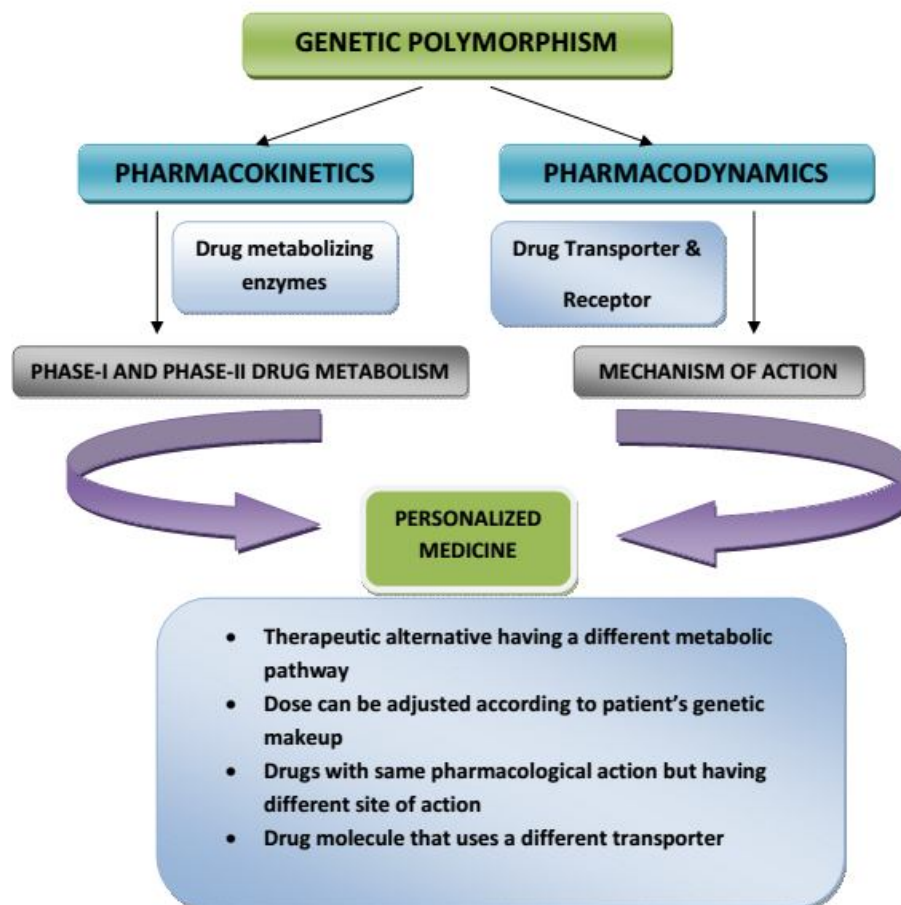 GENETIC POLYMORPHISM
PHARMACOKINETICS
PHARMACODYNAMICS
Drug metabolizing
enzymes
Drug Transporter &
Receptor
PHASE-I AND PHASE-II DRUG METABOLISM
MECHANISM OF ACTION
PERSONALIZED
MEDICINE
• Therapeutic alternative having a different metabolic
pathway
• Dose can be adjusted according to patient’s genetic
makeup
• Drugs with same pharmacological action but having
different site of action
• Drug molecule that uses a different transporter